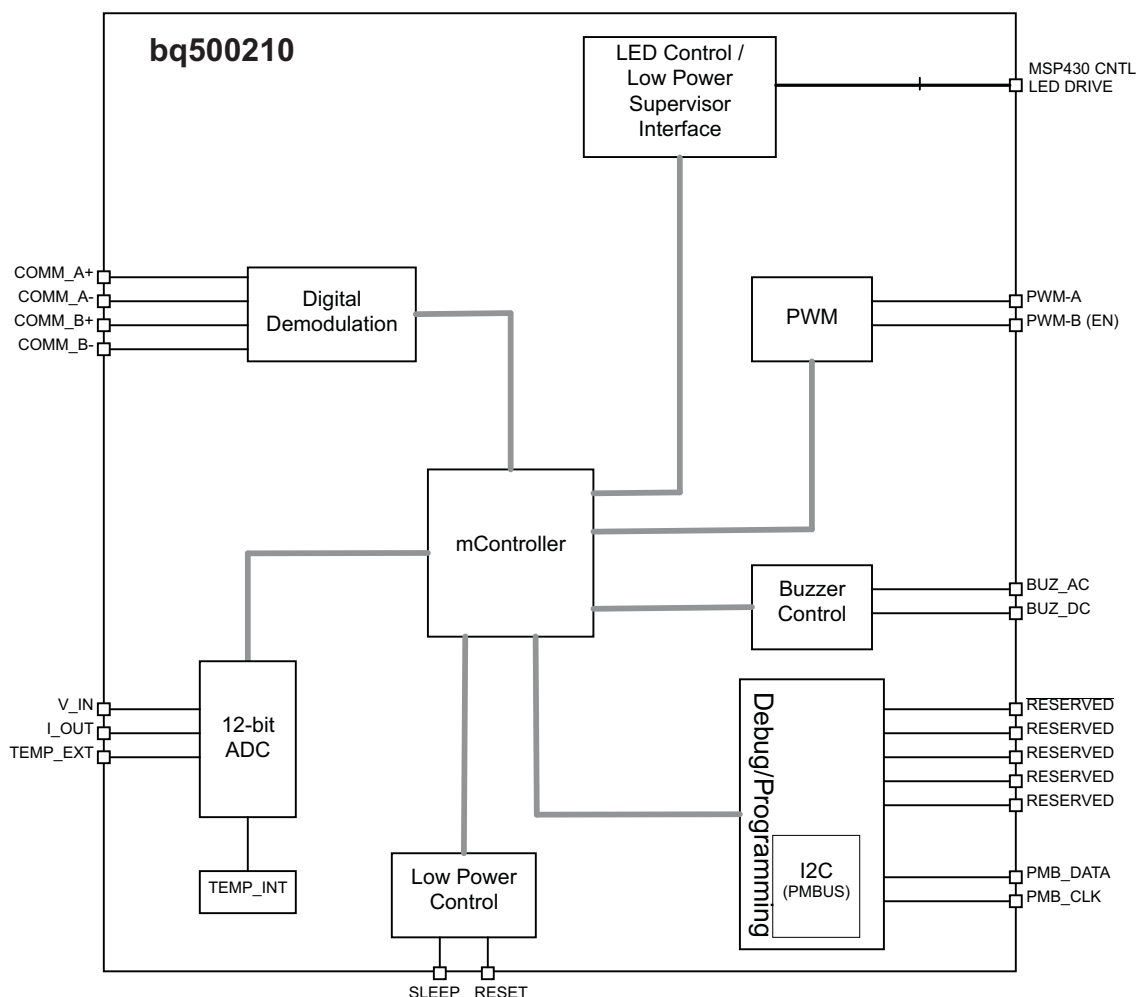 bq500210
LED Control /
Low Power
Supervisor
Interface
MSP430 CNTL
LED DRIVE
COMM_A+
COMM_A-
COMM_B+
COMM_B-
Digital
Demodulation
PWM
PWM-A
PWM-B (EN)
mController
Buzzer
Control
BUZ_AC
BUZ_DC
V_IN
I_OUT
TEMP_EXT
12-bit
ADC
TEMP_INT
Low Power
Control
SLEEP
RESET
Debug/Programming
I2C
(PMBUS)
RESERVED
RESERVED
RESERVED
RESERVED
RESERVED
PMB_DATA
PMB_CLK